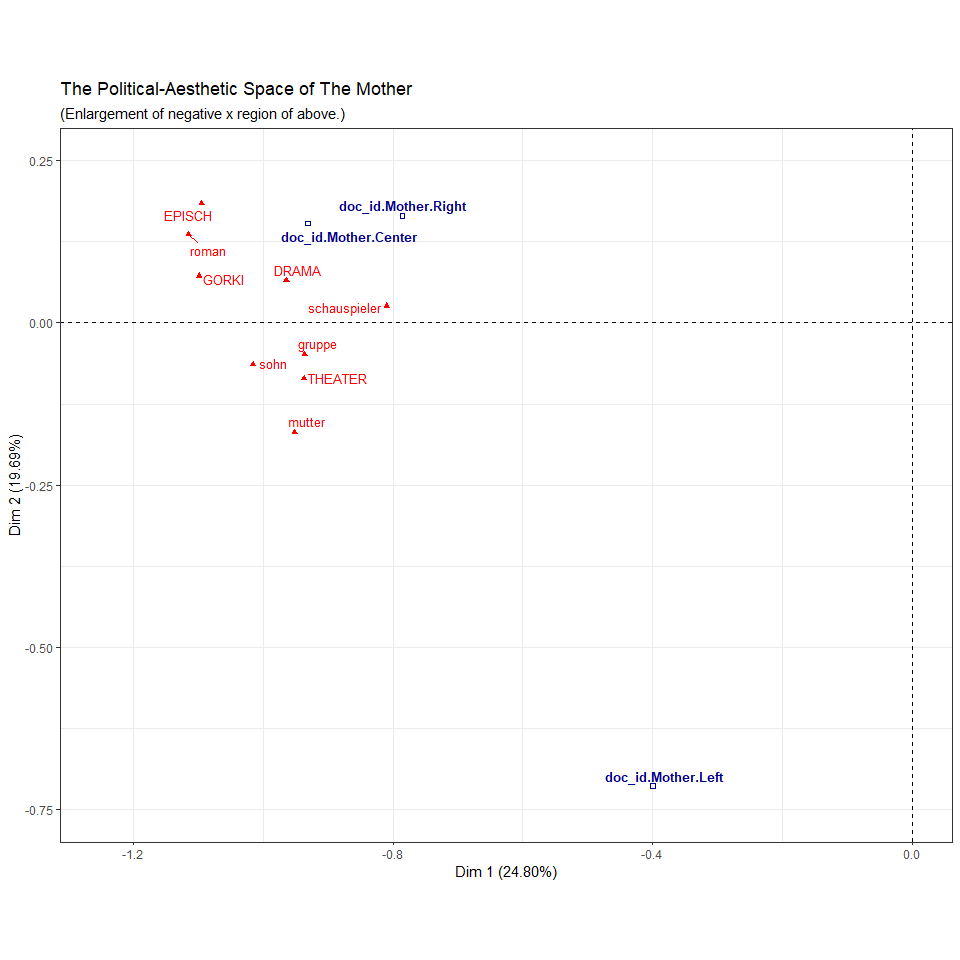 The Political-Aesthetic Space of The Mother
(Enlargement of negative x region of above.)
0.25
doc_id.Mother.Right
EPISCH
doc_id.Mother.Center
roman
DRAMA
GORKI
schauspieler
0.00
gruppe
sohn
THEATER
mutter
-0.25
Dim 2 (19.69%)
-0.50
doc_id.Mother.Left
-0.75
-1.2
-0.8
-0.4
0.0
Dim 1 (24.80%)